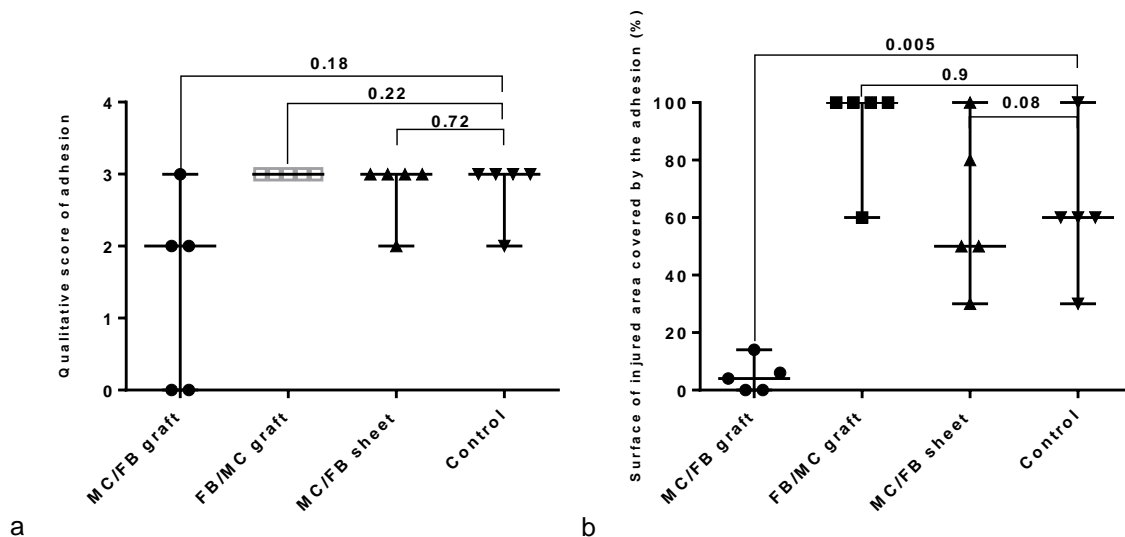 0.18
0.22
0.72
4
3
2
1
0
Qualitative score of adhesion
MC/FB graft
FB/MC graft
MC/FB sheet
Control
a
0.005
0.9
0.08
100
80
60
40
20
0
Surface of injured area covered by the adhesion (%)
MC/FB graft
FB/MC graft
MC/FB sheet
Control
b